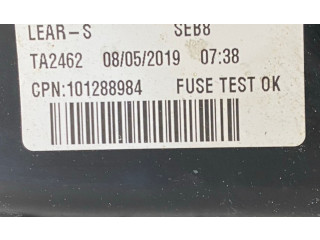 LEAR-S SEB8
TA2462 08/05/2019 07:38
CPN:101288984 FUSE TEST OK